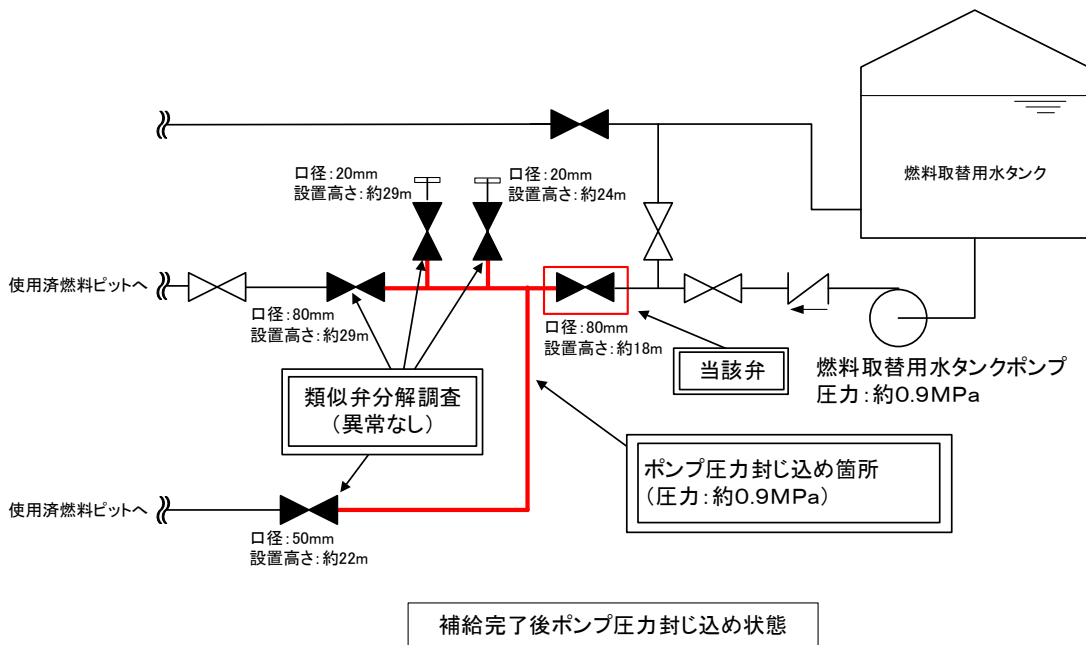 口径:20mm
設置高さ:約29m
口径:20mm
設置高さ:約24m
燃料取替用水タンク
使用済燃料ピットへ
口径:80mm
設置高さ:約29m
口径:80mm
設置高さ:約18m
当該弁
燃料取替用水タンクポンプ
圧力:約0.9MPa
類似弁分解調査
(異常なし)
ポンプ圧力封じ込め箇所
(圧力:約0.9MPa)
使用済燃料ピットへ
口径:50mm
設置高さ:約22m
補給完了後ポンプ圧力封じ込め状態